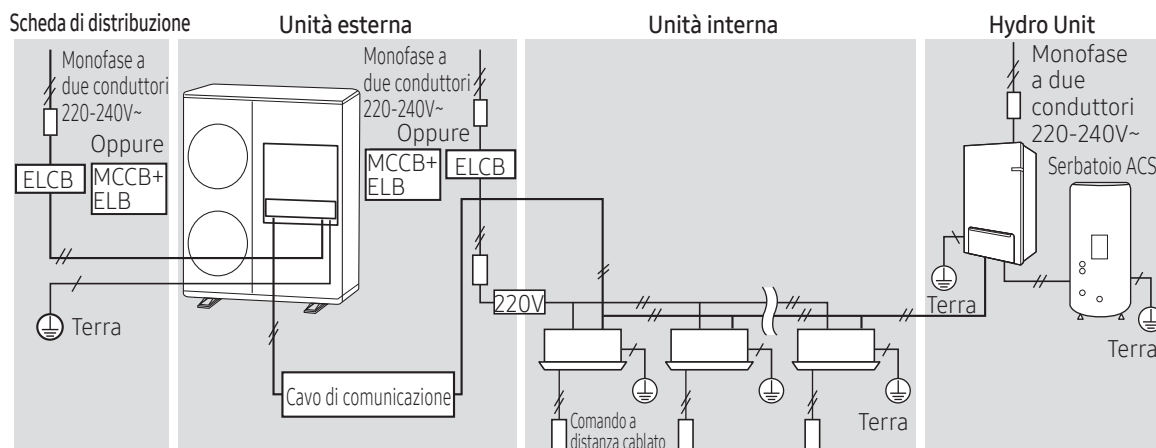 Scheda di distribuzione
Unità esterna
Unità interna
Hydro Unit
Monofase a
due conduttori
220-240V~
Oppure
ELCB
MCCB+
ELB
Terra
Monofase a
due conduttori
220-240V~
Oppure
MCCB+
ELB
ELCB
220V
Cavo di comunicazione
Comando a
distanza cablato
Terra
Monofase
a due
conduttori
220-240V~
Serbatoio ACS
Terra
Terra